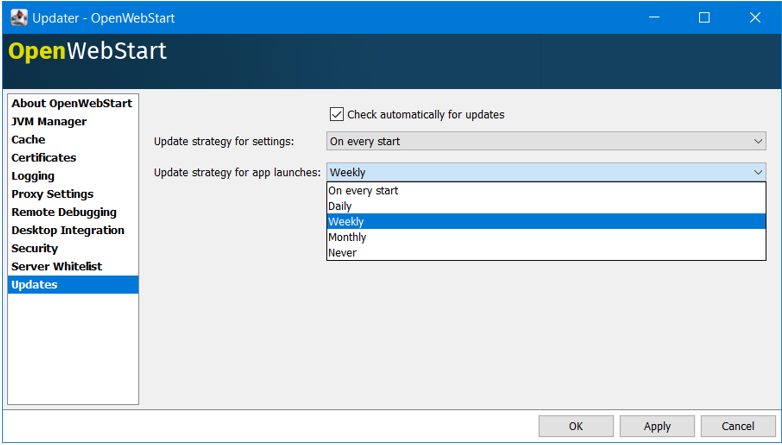 Updater - OpenWebStart
OpenWebStart
About OpenWebStart
JVM Manager
Cache
Certificates
Logging
Proxy Settings
Remote Debugging
Desktop Integration
Security
Server Whitelist
Updates
Check automatically for updates
Update strategy for settings: On every start
Update strategy for app launches: Weekly
On every start
Daily
Weekly
Monthly
Never
OK Apply Cancel